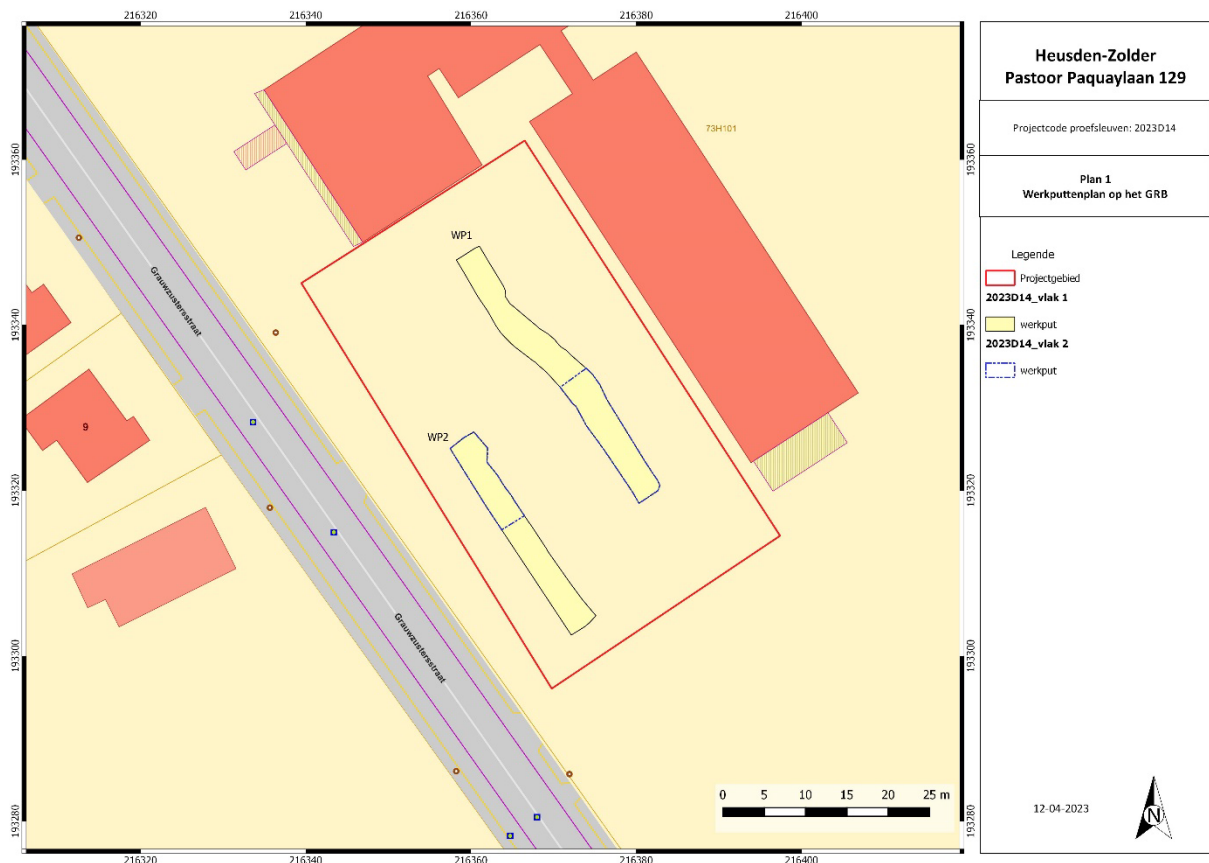 216320 216340 216360 216380 216400
Heusden-Zolder
Pastoor Paquaylaan 129
Projectcode proefsleuven: 2023D14
Plan 1
Werkputtenplan op het GRB
Legende
Projectgebied
2023D14_vlak 1
werkput
2023D14_vlak 2
werkput
12-04-2023
N
73H101
193360 193360
WP1
Grauwzustersstraat
193340 193340
9
WP2
193320 193320
Grauwzustersstraat
193300 193300
0 5 10 15 20 25 m
193280 193280
216320 216340 216360 216380 216400